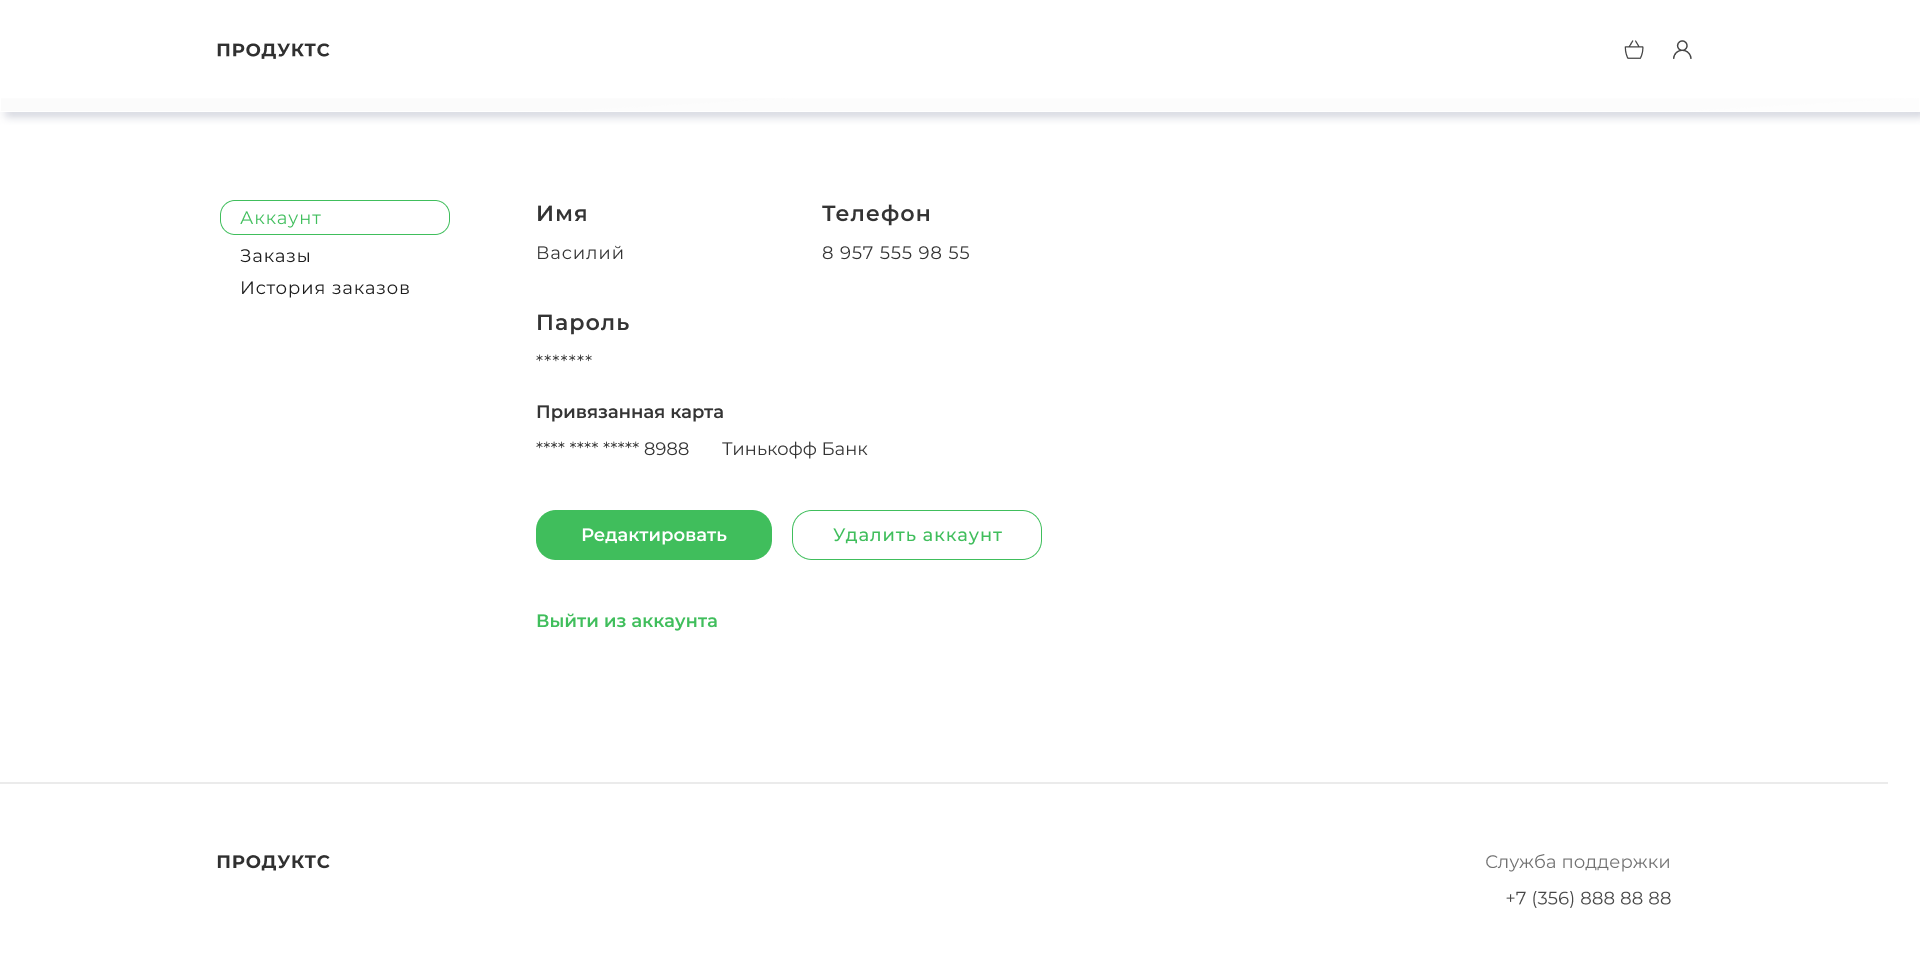 ПРОДУКТС
Аккаунт
Заказы
История заказов
Имя
Василий
Телефон
8 957 555 98 55
Пароль
*******
Привязанная карта
**** **** ***** 8988 Тинькофф Банк
Редактировать
Удалить аккаунт
Выйти из аккаунта
ПРОДУКТС
Служба поддержки
+7 (356) 888 88 88